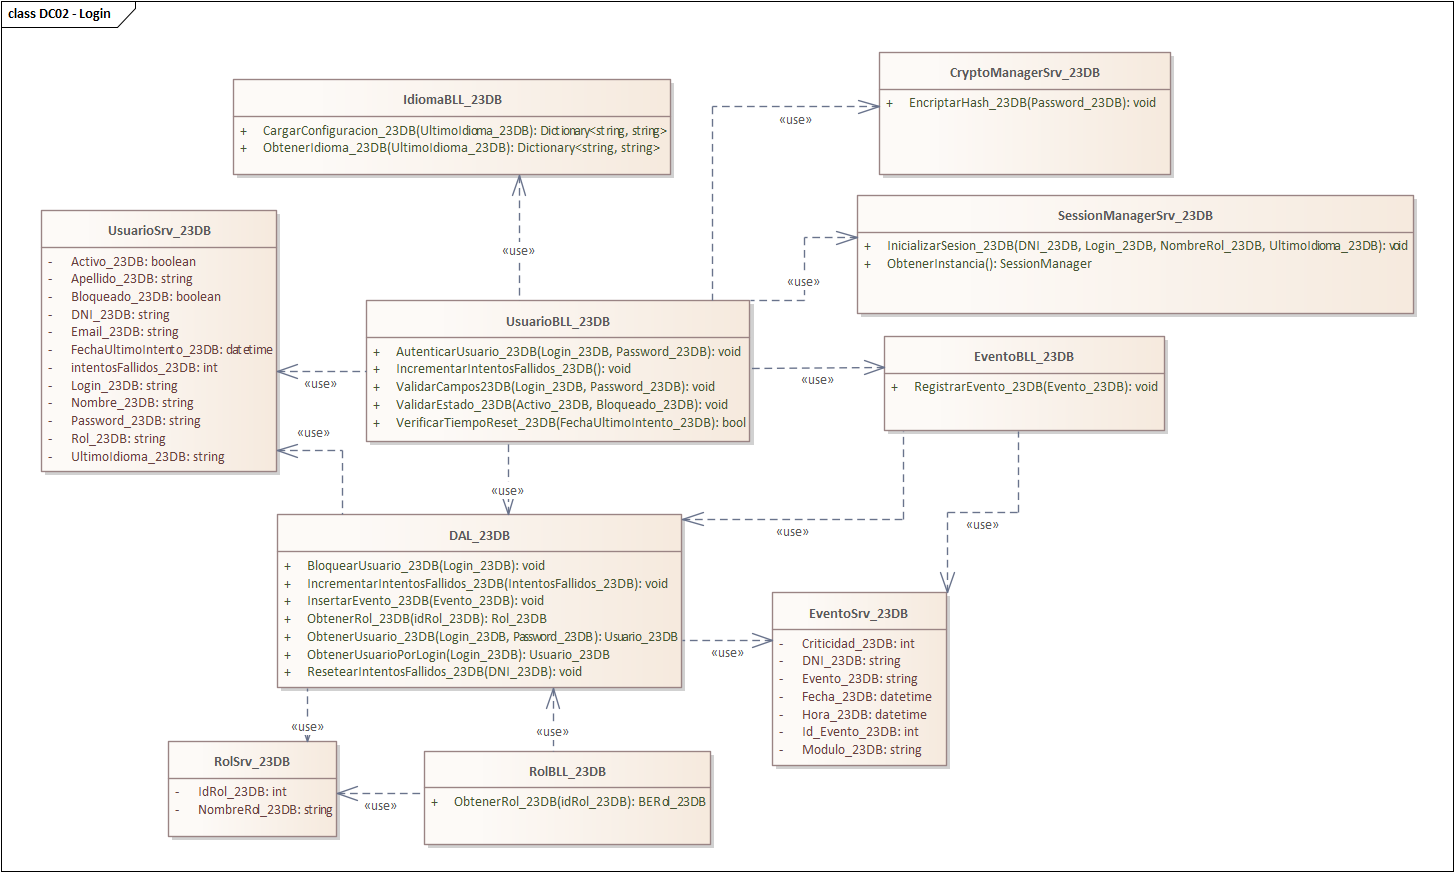 class DC02 - Login
CryptoManagerSrv_23DB
+ EncriptarHash_23DB(Password_23DB): void
IdiomaBLL_23DB
+ CargarConfiguracion_23DB(UltimoIdioma_23DB): Dictionary<string, string>
+ ObtenerIdioma_23DB(UltimoIdioma_23DB): Dictionary<string, string>
«use»
SessionManagerSrv_23DB
+ InicializarSesion_23DB(DNI_23DB, Login_23DB, NombreRol_23DB, UltimoIdioma_23DB): void
+ ObtenerInstancia(): SessionManager
UsuarioSrv_23DB
- Activo_23DB: boolean
- Apellido_23DB: string
- Bloqueado_23DB: boolean
- DNI_23DB: string
- Email_23DB: string
- FechaUltimoIntento_23DB: datetime
- intentosFallidos_23DB: int
- Login_23DB: string
- Nombre_23DB: string
- Password_23DB: string
- Rol_23DB: string
- UltimoIdioma_23DB: string
«use»
«use»
UsuarioBLL_23DB
+ AutenticarUsuario_23DB(Login_23DB, Password_23DB): void
+ IncrementarIntentosFallidos_23DB(): void
+ ValidarCampos23DB(Login_23DB, Password_23DB): void
+ ValidarEstado_23DB(Activo_23DB, Bloqueado_23DB): void
+ VerificarTiempoReset_23DB(FechaUltimoIntento_23DB): bool
EventoBLL_23DB
+ RegistrarEvento_23DB(Evento_23DB): void
«use»
«use»
«use»
«use»
DAL_23DB
+ BloquearUsuario_23DB(Login_23DB): void
+ IncrementarIntentosFallidos_23DB(IntentosFallidos_23DB): void
+ InsertarEvento_23DB(Evento_23DB): void
+ ObtenerRol_23DB(idRol_23DB): Rol_23DB
+ ObtenerUsuario_23DB(Login_23DB, Password_23DB): Usuario_23DB
+ ObtenerUsuarioPorLogin(Login_23DB): Usuario_23DB
+ ResetearIntentosFallidos_23DB(DNI_23DB): void
«use»
«use»
EventoSrv_23DB
- Criticidad_23DB: int
- DNI_23DB: string
- Evento_23DB: string
- Fecha_23DB: datetime
- Hora_23DB: datetime
- Id_Evento_23DB: int
- Modulo_23DB: string
«use»
«use»
«use»
RolSrv_23DB
- IdRol_23DB: int
- NombreRol_23DB: string
«use»
RolBLL_23DB
+ ObtenerRol_23DB(idRol_23DB): BERol_23DB